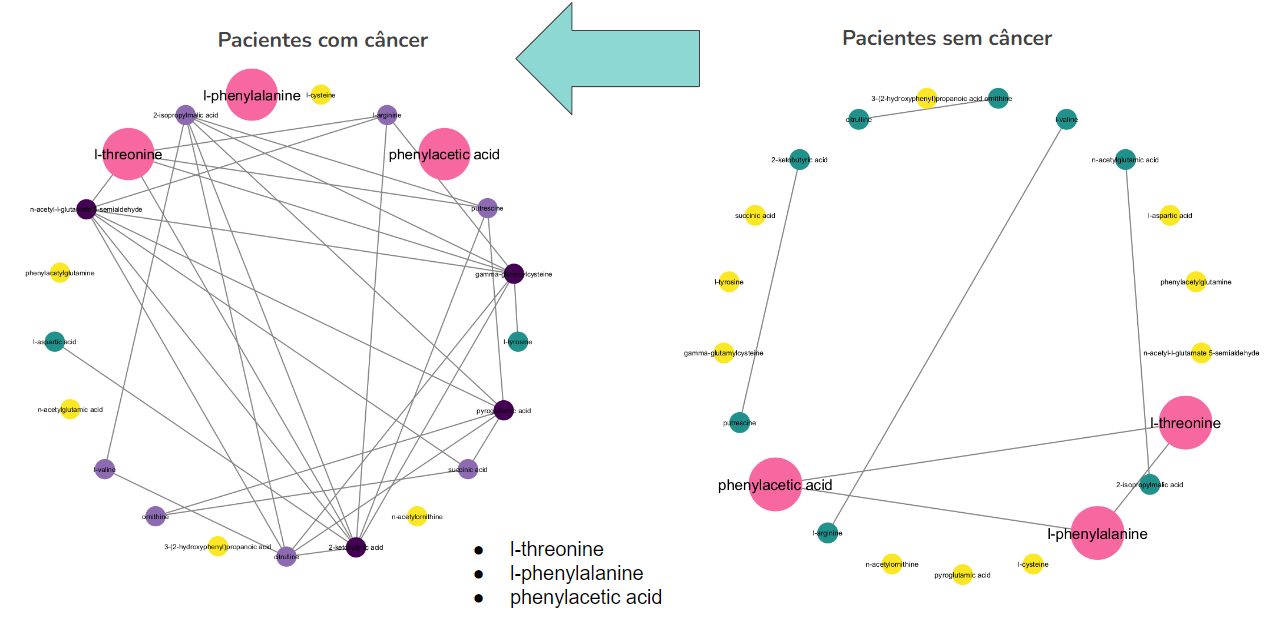 Pacientes com câncer
Pacientes sem câncer
l-phenylalanine
l-cysteine
2-isopropylmalic acid
l-arginine
l-threonine
phenylacetic acid
n-acetyl-l-glutamate 5-semialdehyde
putrescine
phenylacetylglutamine
gamma-glutamylcysteine
l-aspartic acid
l-tyrosine
n-acetylglutamic acid
pyroglutamic acid
l-valine
succinic acid
ornithine
n-acetylornithine
3-(2-hydroxyphenyl)propanoic acid
citrulline
2-ketobutyric acid
3-(2-hydroxyphenyl)propanoic acid
ornithine
citrulline
l-valine
2-ketobutyric acid
n-acetylglutamic acid
succinic acid
l-aspartic acid
l-tyrosine
phenylacetylglutamine
gamma-glutamylcysteine
n-acetyl-l-glutamate 5-semialdehyde
putrescine
l-threonine
phenylacetic acid
2-isopropylmalic acid
l-arginine
l-phenylalanine
n-acetylornithine
pyroglutamic acid
l-cysteine
● l-threonine
● l-phenylalanine
● phenylacetic acid